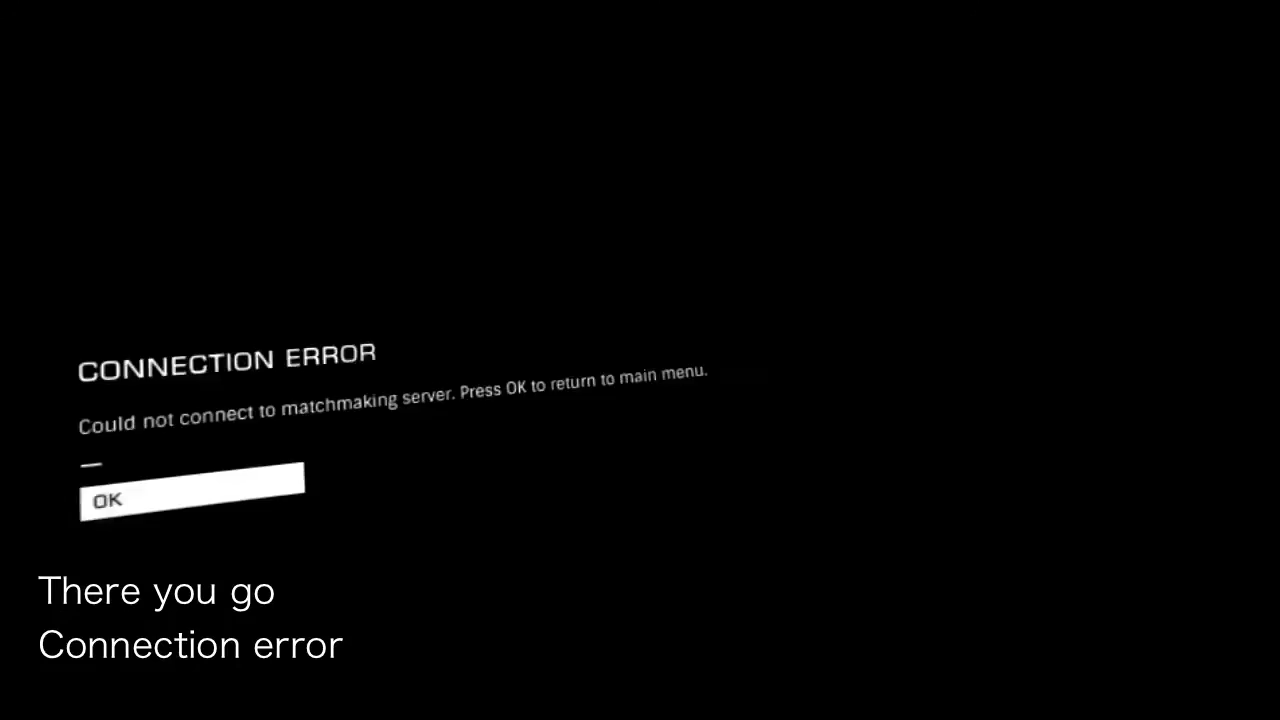 CONNECTION ERROR
Could not connect to matchmaking server. Press OK to return to main menu.
OK
There you go
Connection error